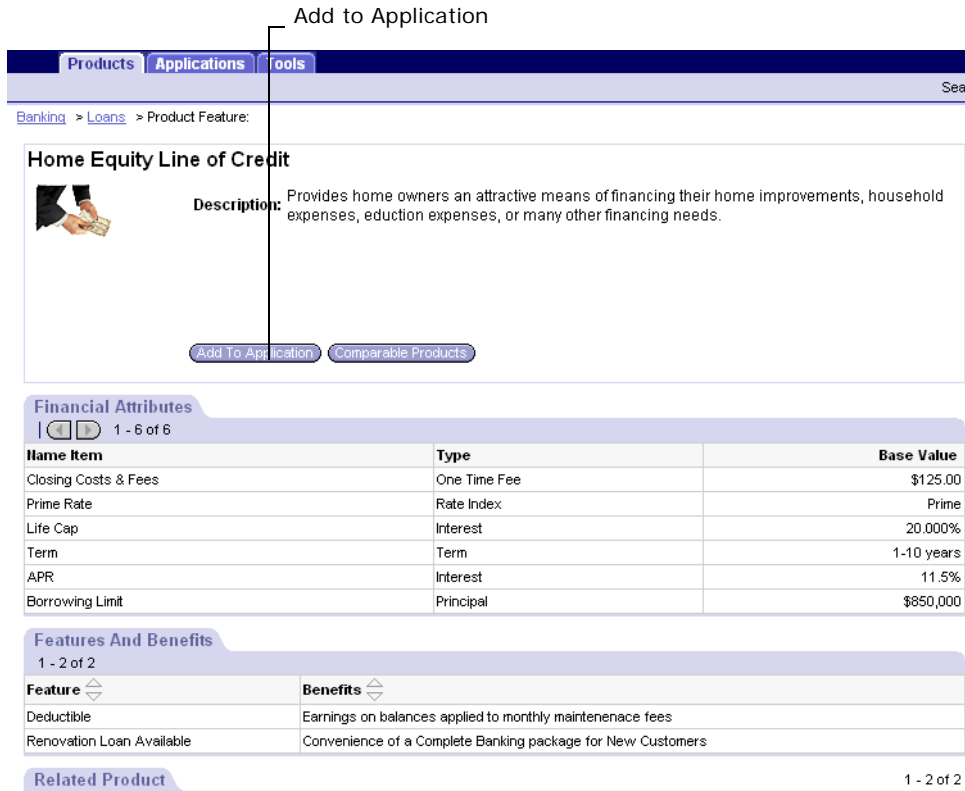 Add to Application
Products Applications Tools
Sea
Banking > Loans > Product Feature:
Home Equity Line of Credit
Description: Provides home owners an attractive means of financing their home improvements, household
expenses, eduction expenses, or many other financing needs.
Add To Application Comparable Products
Financial Attributes
1 - 6 of 6
Name Item Type Base Value
Closing Costs & Fees One Time Fee $125.00
Prime Rate Rate Index Prime
Life Cap Interest 20.000%
Term Term 1-10 years
APR Interest 11.5%
Borrowing Limit Principal $850,000
Features And Benefits
1 - 2 of 2
Feature Benefits
Deductible Earnings on balances applied to monthly maintenenace fees
Renovation Loan Available Convenience of a Complete Banking package for New Customers
Related Product 1 - 2 of 2